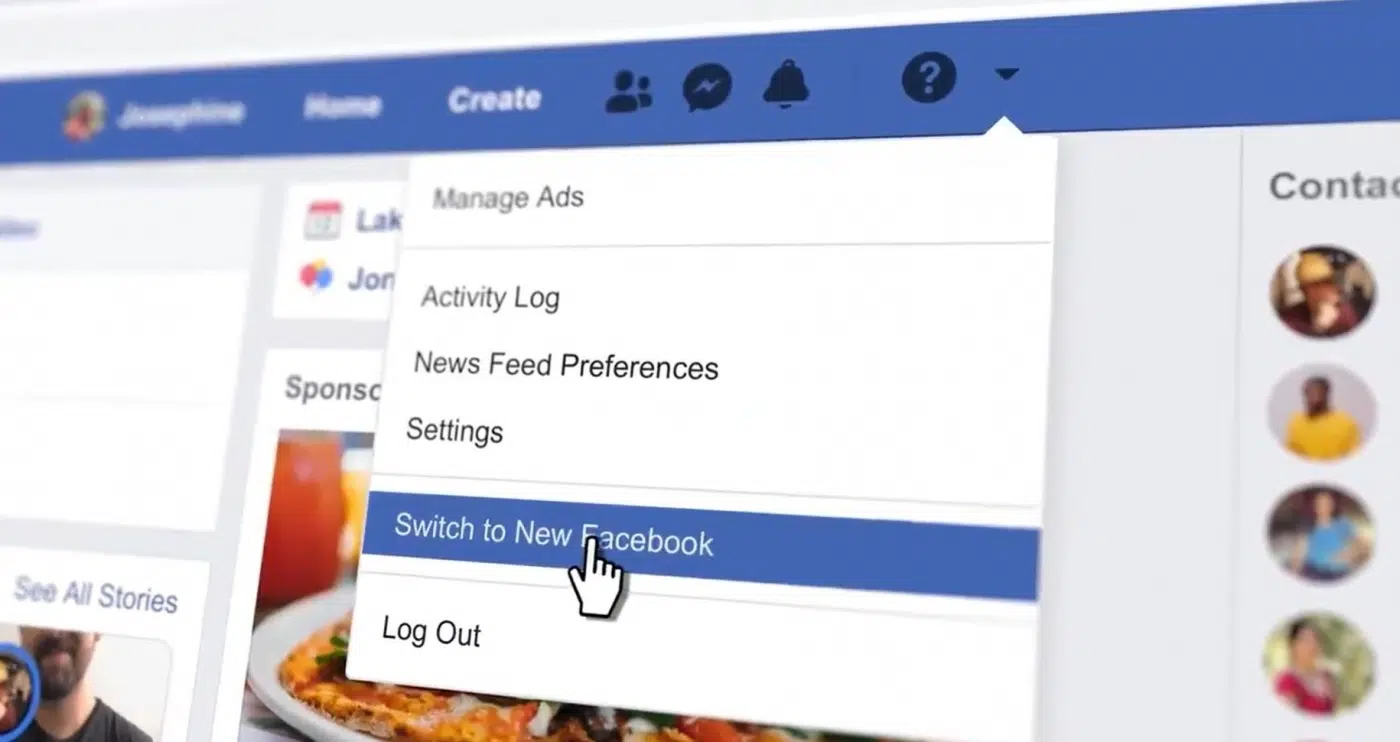 Josephine
Home
Create
Manage Ads
Contac
Lak
Jon
Activity Log
News Feed Preferences
Sponso
Settings
Switch to New Facebook
See All Stories
Log Out